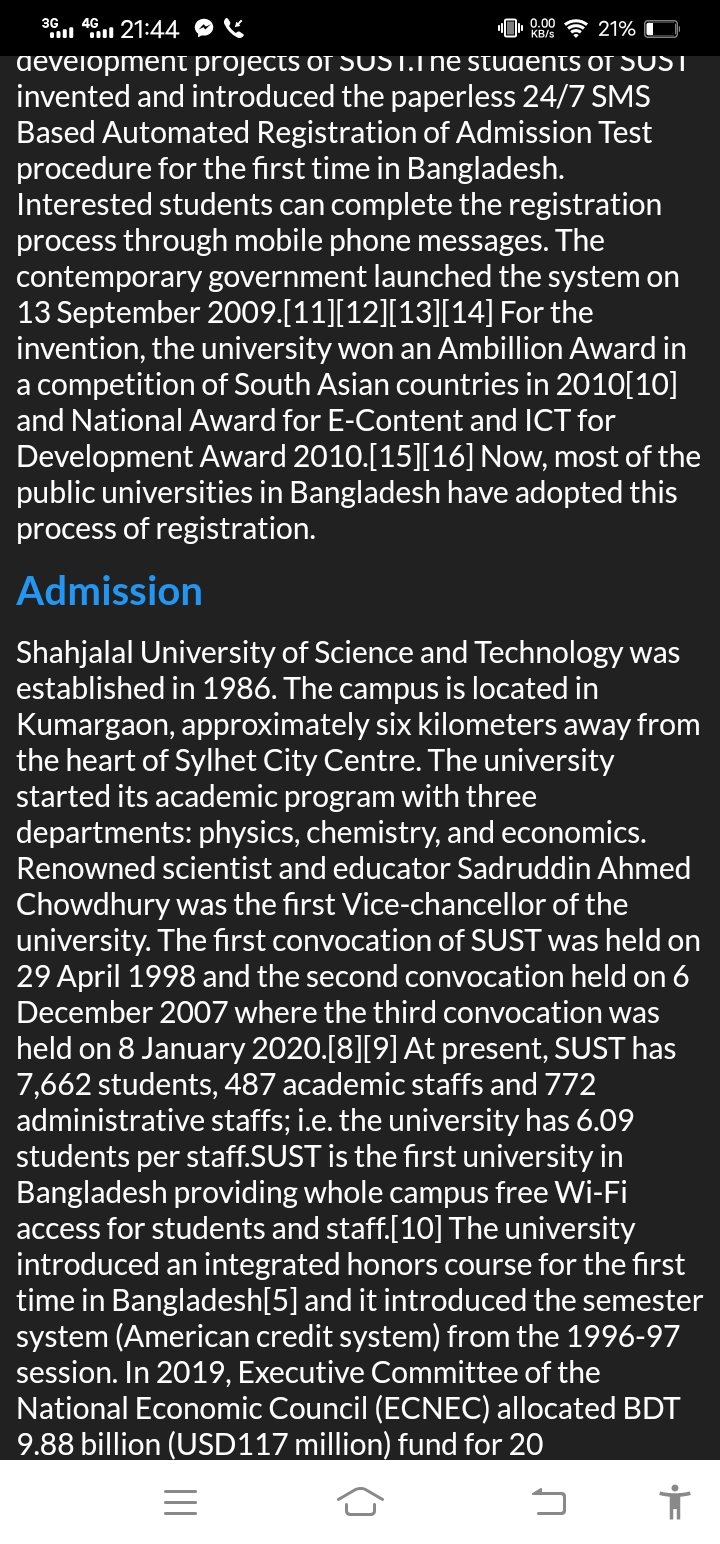 3G 4G 21:44 0.00 KB/s 21%
development projects of SUST.The students of SUST
invented and introduced the paperless 24/7 SMS
Based Automated Registration of Admission Test
procedure for the first time in Bangladesh.
Interested students can complete the registration
process through mobile phone messages. The
contemporary government launched the system on
13 September 2009.[11][12][13][14] For the
invention, the university won an Ambillion Award in
a competition of South Asian countries in 2010[10]
and National Award for E-Content and ICT for
Development Award 2010.[15][16] Now, most of the
public universities in Bangladesh have adopted this
process of registration.
Admission
Shahjalal University of Science and Technology was
established in 1986. The campus is located in
Kumargaon, approximately six kilometers away from
the heart of Sylhet City Centre. The university
started its academic program with three
departments: physics, chemistry, and economics.
Renowned scientist and educator Sadruddin Ahmed
Chowdhury was the first Vice-chancellor of the
university. The first convocation of SUST was held on
29 April 1998 and the second convocation held on 6
December 2007 where the third convocation was
held on 8 January 2020.[8][9] At present, SUST has
7,662 students, 487 academic staffs and 772
administrative staffs; i.e. the university has 6.09
students per staff.SUST is the first university in
Bangladesh providing whole campus free Wi-Fi
access for students and staff.[10] The university
introduced an integrated honors course for the first
time in Bangladesh[5] and it introduced the semester
system (American credit system) from the 1996-97
session. In 2019, Executive Committee of the
National Economic Council (ECNEC) allocated BDT
9.88 billion (USD117 million) fund for 20